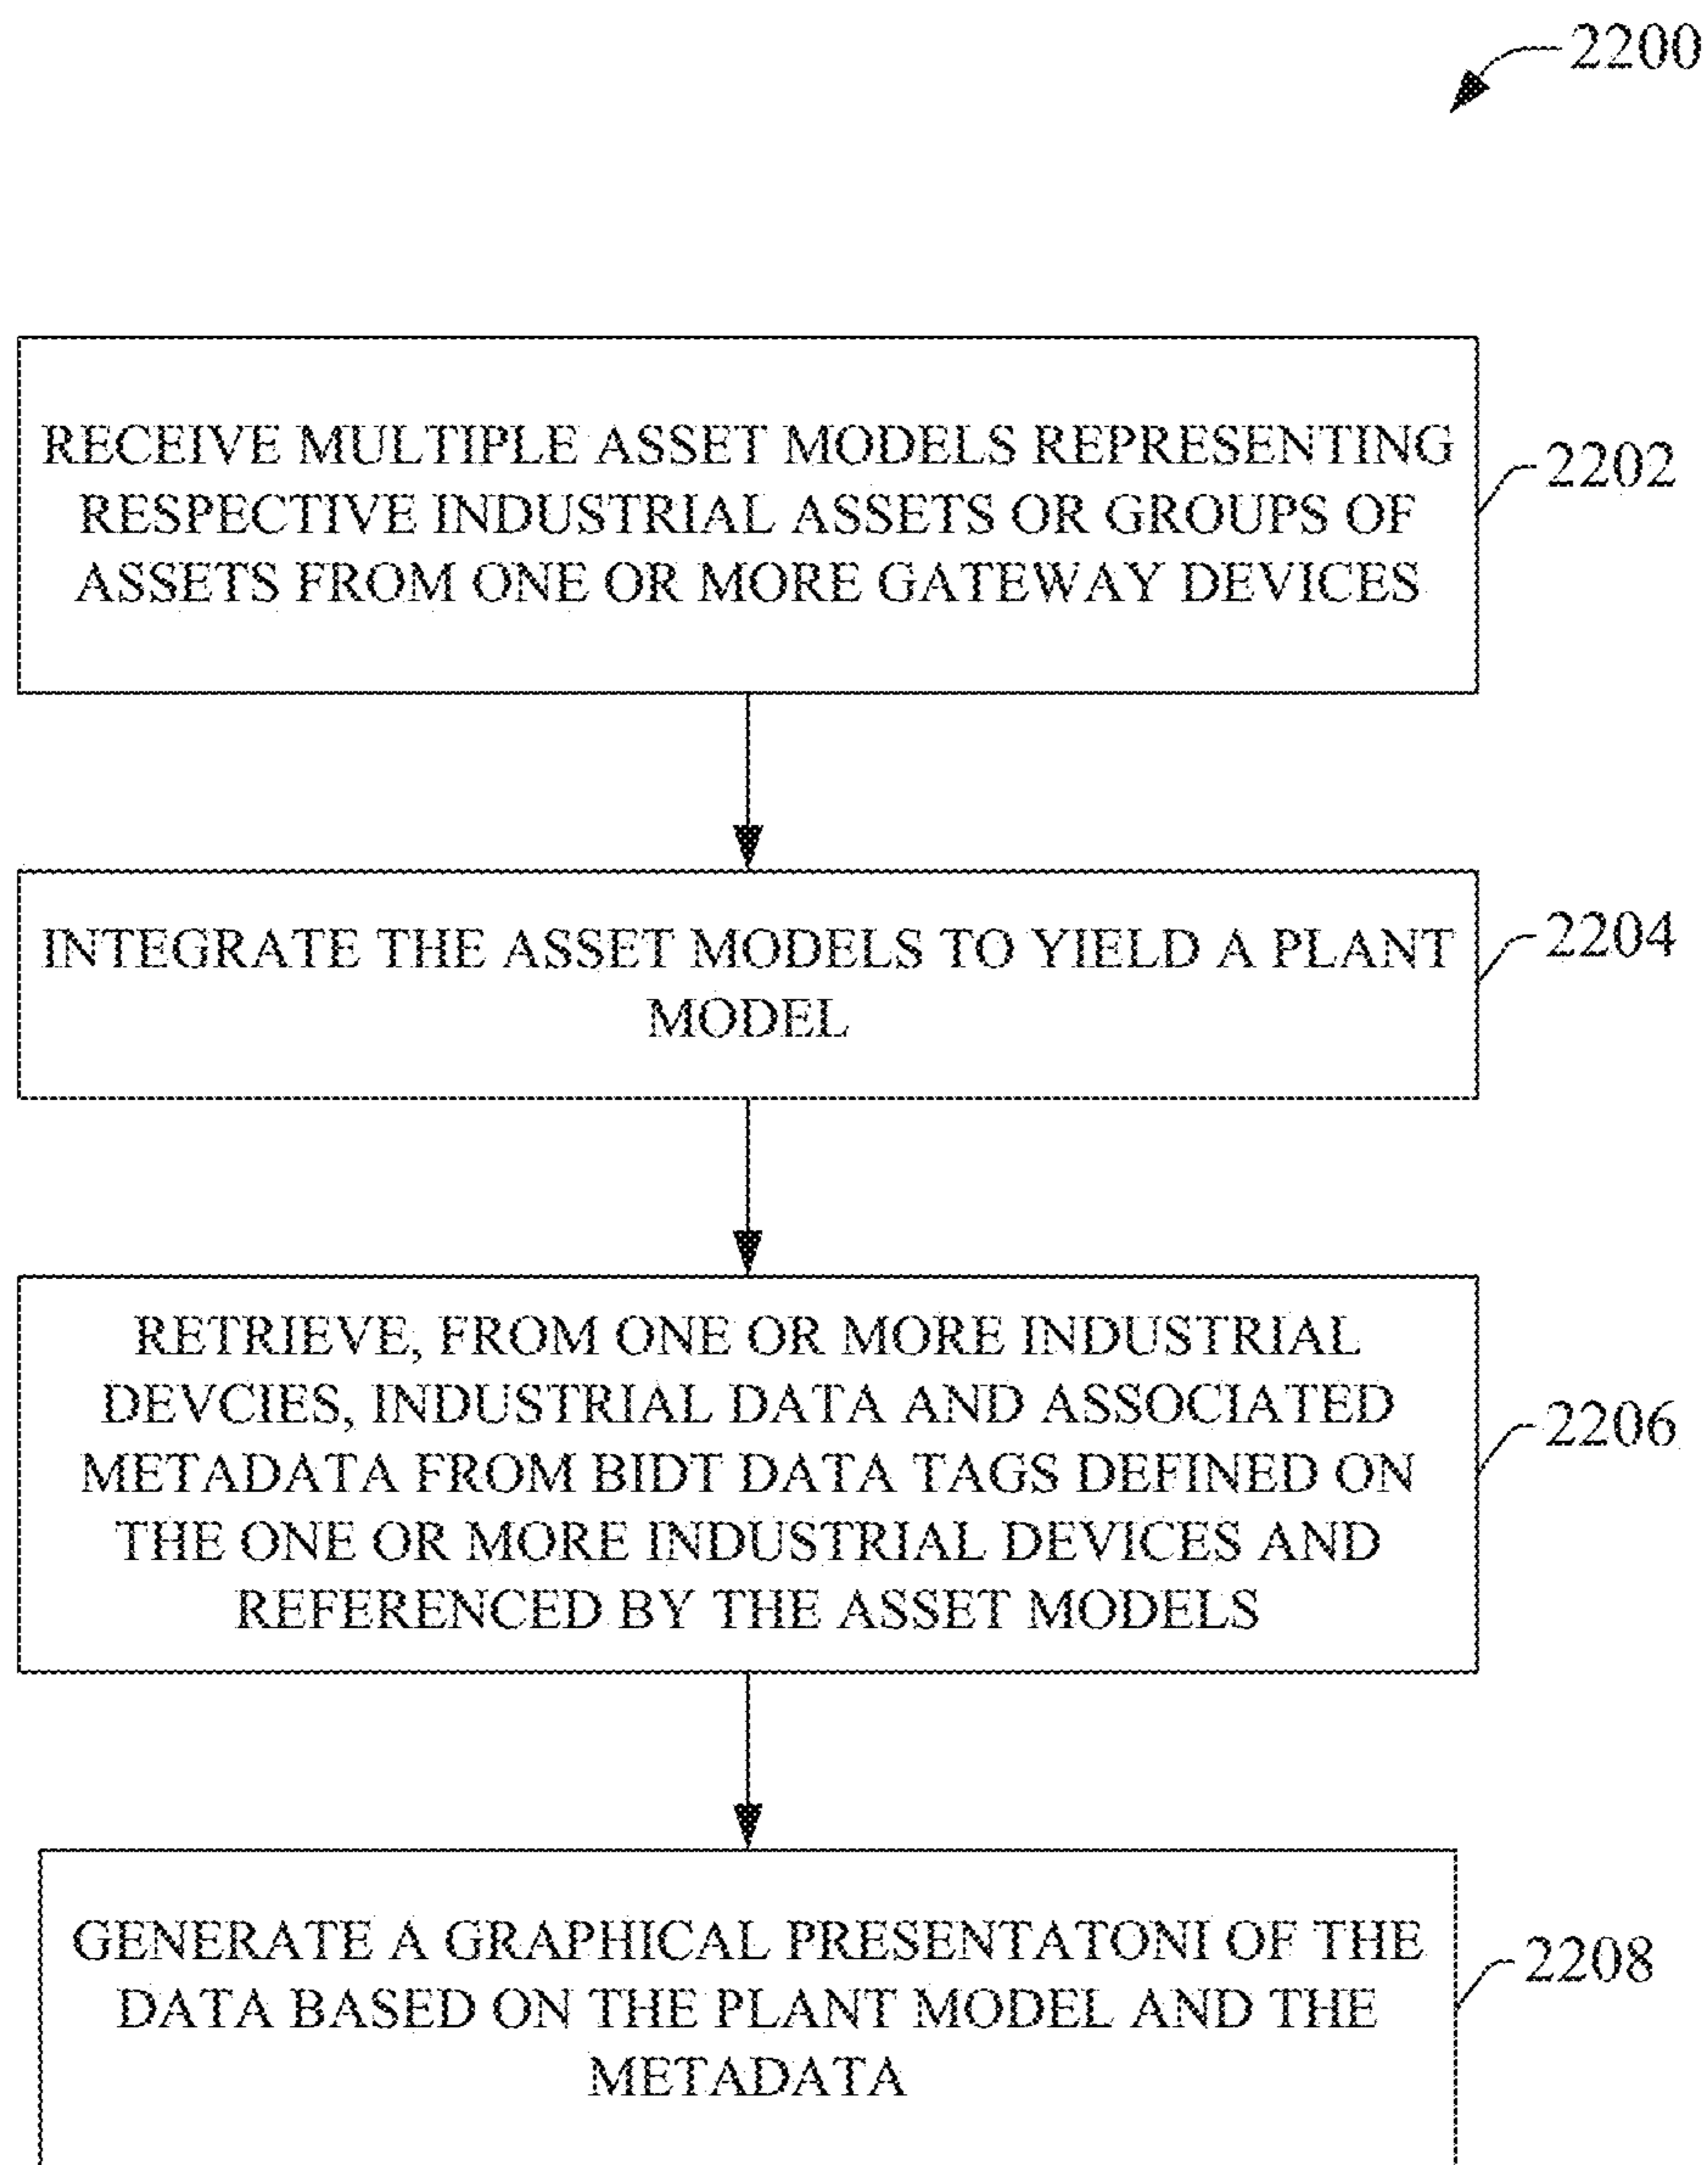 2200
RECEIVE MULTIPLE ASSET MODELS REPRESENTING
RESPECTIVE INDUSTRIAL ASSETS OR GROUPS OF
ASSETS FROM ONE OR MORE GATEWAY DEVICES
2202
INTEGRATE THE ASSET MODELS TO YIELD A PLANT
MODEL
2204
RETRIEVE, FROM ONE OR MORE INDUSTRIAL
DEVCIES, INDUSTRIAL DATA AND ASSOCIATED
METADATA FROM BIDT DATA TAGS DEFINED ON
THE ONE OR MORE INDUSTRIAL DEVICES AND
REFERENCED BY THE ASSET MODELS
2206
GENERATE A GRAPHICAL PRESENTATONI OF THE
DATA BASED ON THE PLANT MODEL AND THE
METADATA
2208